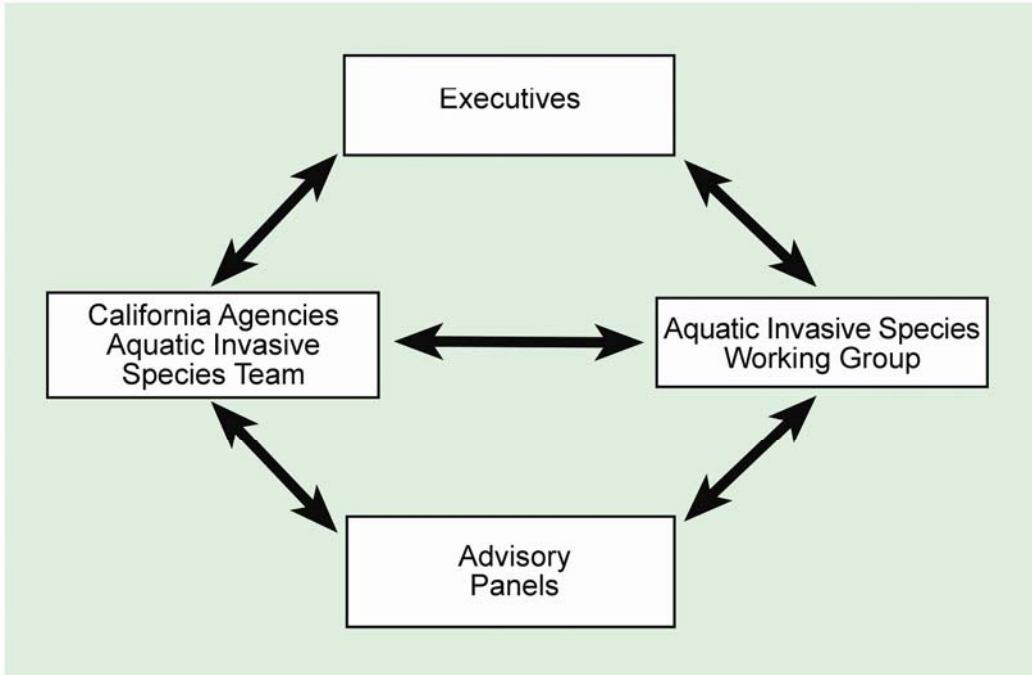 Executives
California Agencies
Aquatic Invasive
Species Team
Aquatic Invasive Species
Working Group
Advisory
Panels